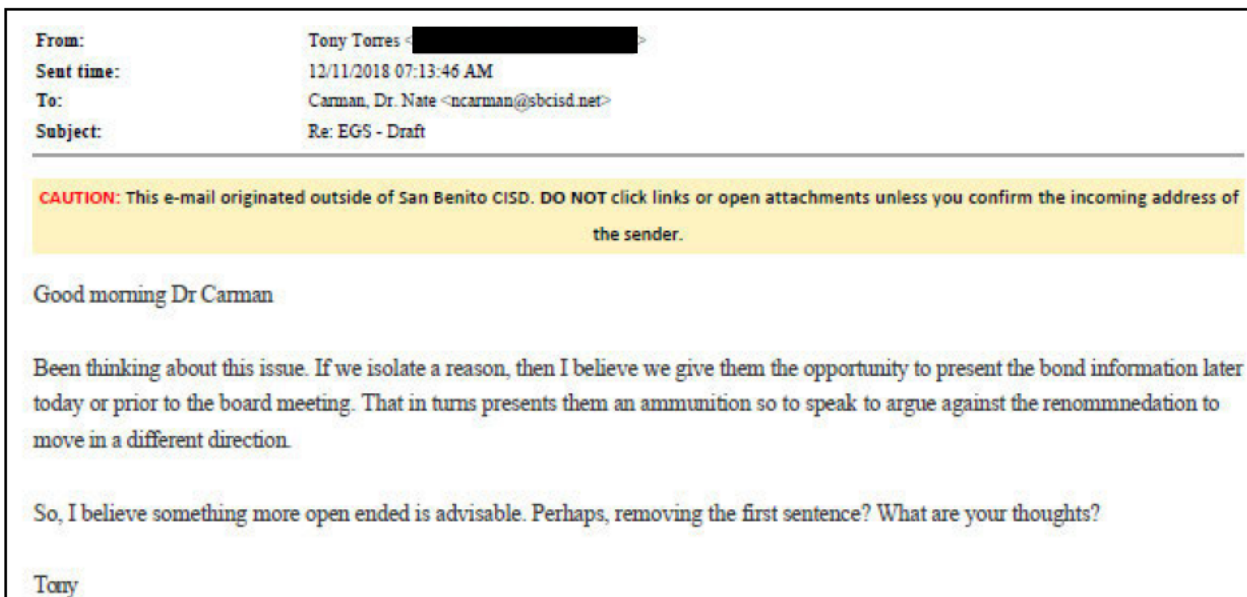 From: Tony Torres < >
Sent time: 12/11/2018 07:13:46 AM
To: Carman, Dr. Nate <ncarman@sbcisd.net>
Subject: Re: EGS - Draft
CAUTION: This e-mail originated outside of San Benito CISD. DO NOT click links or open attachments unless you confirm the incoming address of
the sender.
Good morning Dr Carman
Been thinking about this issue. If we isolate a reason, then I believe we give them the opportunity to present the bond information later
today or prior to the board meeting. That in turns presents them an ammunition so to speak to argue against the renommnedation to
move in a different direction.
So, I believe something more open ended is advisable. Perhaps, removing the first sentence? What are your thoughts?
Tony